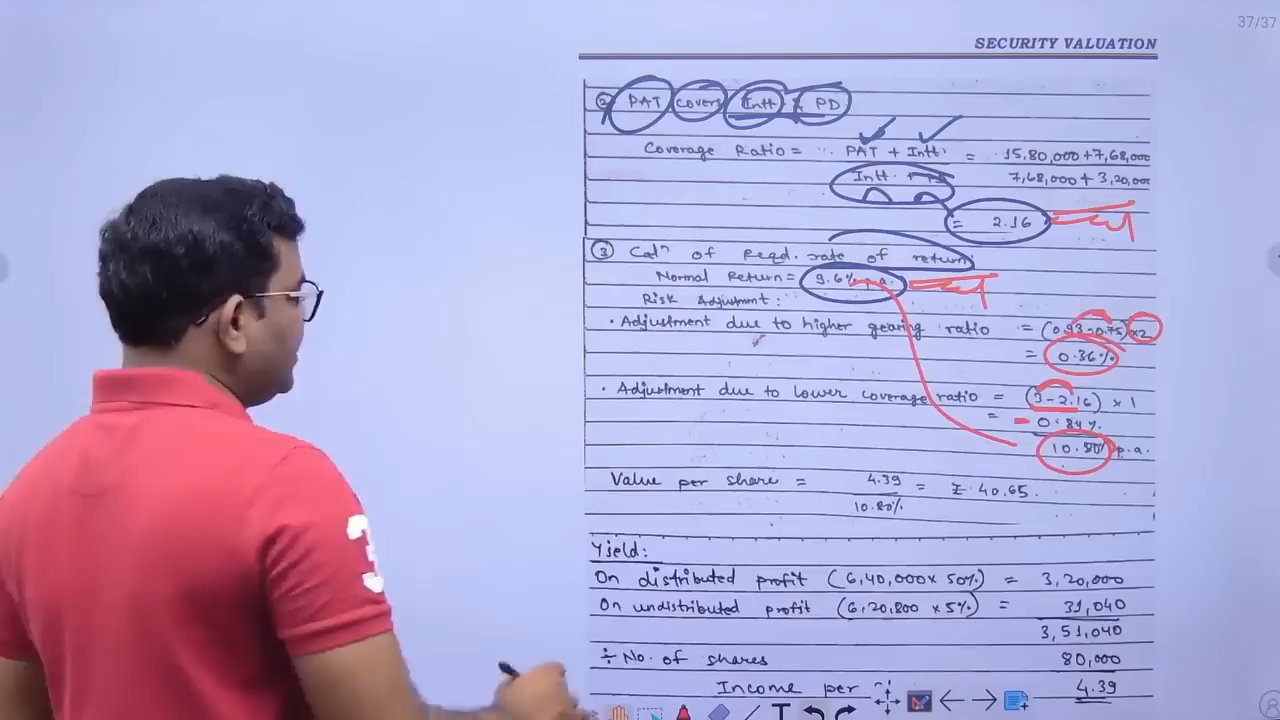 37/37
SECURITY VALUATION
② PAT covers Intt & PD
Coverage Ratio = PAT + Intt. = 15,80,000+7,68,000
Intt. + 7,68,000+3,20,000
= 2.16
③ Calⁿ of Reqd. rate of return
Normal Return = 9.6% p.a.
Risk Adjustment:
• Adjustment due to higher gearing ratio = (0.93-0.75)×2
= 0.36%
• Adjustment due to lower coverage ratio = (3-2.16) × 1
= 0.84%
10.80% p.a.
Value per share = 4.39 = ₹ 40.65
10.80%
Yield:
On distributed profit (6,40,000 × 50%) = 3,20,000
On undistributed profit (6,20,800 × 5%) = 31,040
3,51,040
÷ No. of shares 80,000
Income per 4.39
3